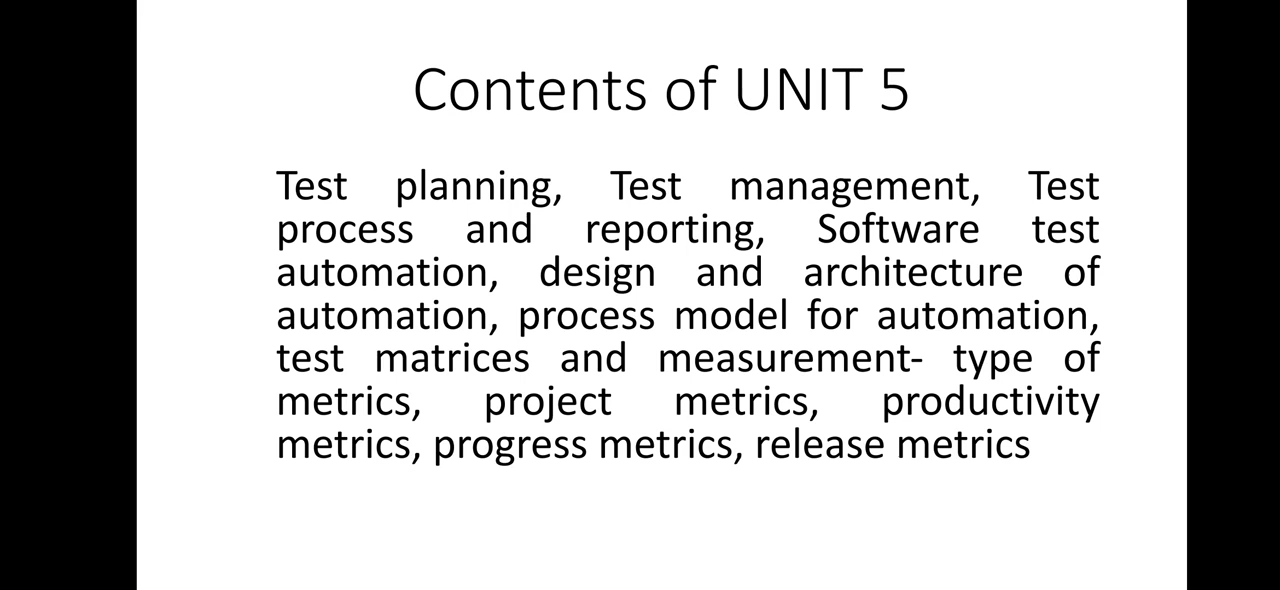 Contents of UNIT 5
Test planning, Test management, Test
process and reporting, Software test
automation, design and architecture of
automation, process model for automation,
test matrices and measurement- type of
metrics, project metrics, productivity
metrics, progress metrics, release metrics